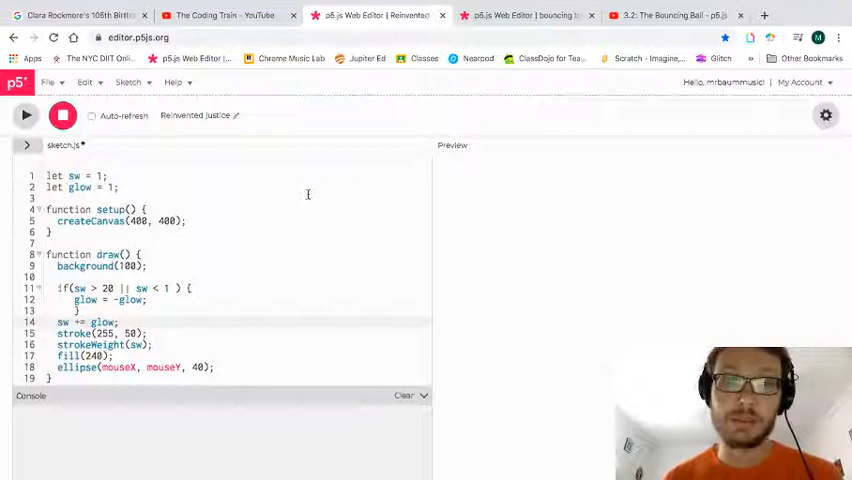 Clara Rockmore's 105th Birth
The Coding Train - YouTube
p5.js Web Editor | Reinvented
p5.js Web Editor | bouncing b
3.2: The Bouncing Ball - p5.js
editor.p5js.org
Apps
The NYC DIIT Onl...
p5.js Web Editor |...
Chrome Music Lab
Jupiter Ed
Classes
Nearpod
ClassDojo for Tea...
Scratch - Imagine,...
Glitch
Other Bookmarks
p5*
File
Edit
Sketch
Help
Hello, mrbaummusic!
My Account
Auto-refresh
Reinvented justice
sketch.js
Preview
1 let sw = 1;
2 let glow = 1;
3
4 function setup() {
5 createCanvas(400, 400);
6 }
7
8 function draw() {
9 background(100);
10
11 if(sw > 20 || sw < 1 ) {
12 glow = -glow;
13 }
14 sw += glow;
15 stroke(255, 50);
16 strokeWeight(sw);
17 fill(240);
18 ellipse(mouseX, mouseY, 40);
19 }
Console
Clear